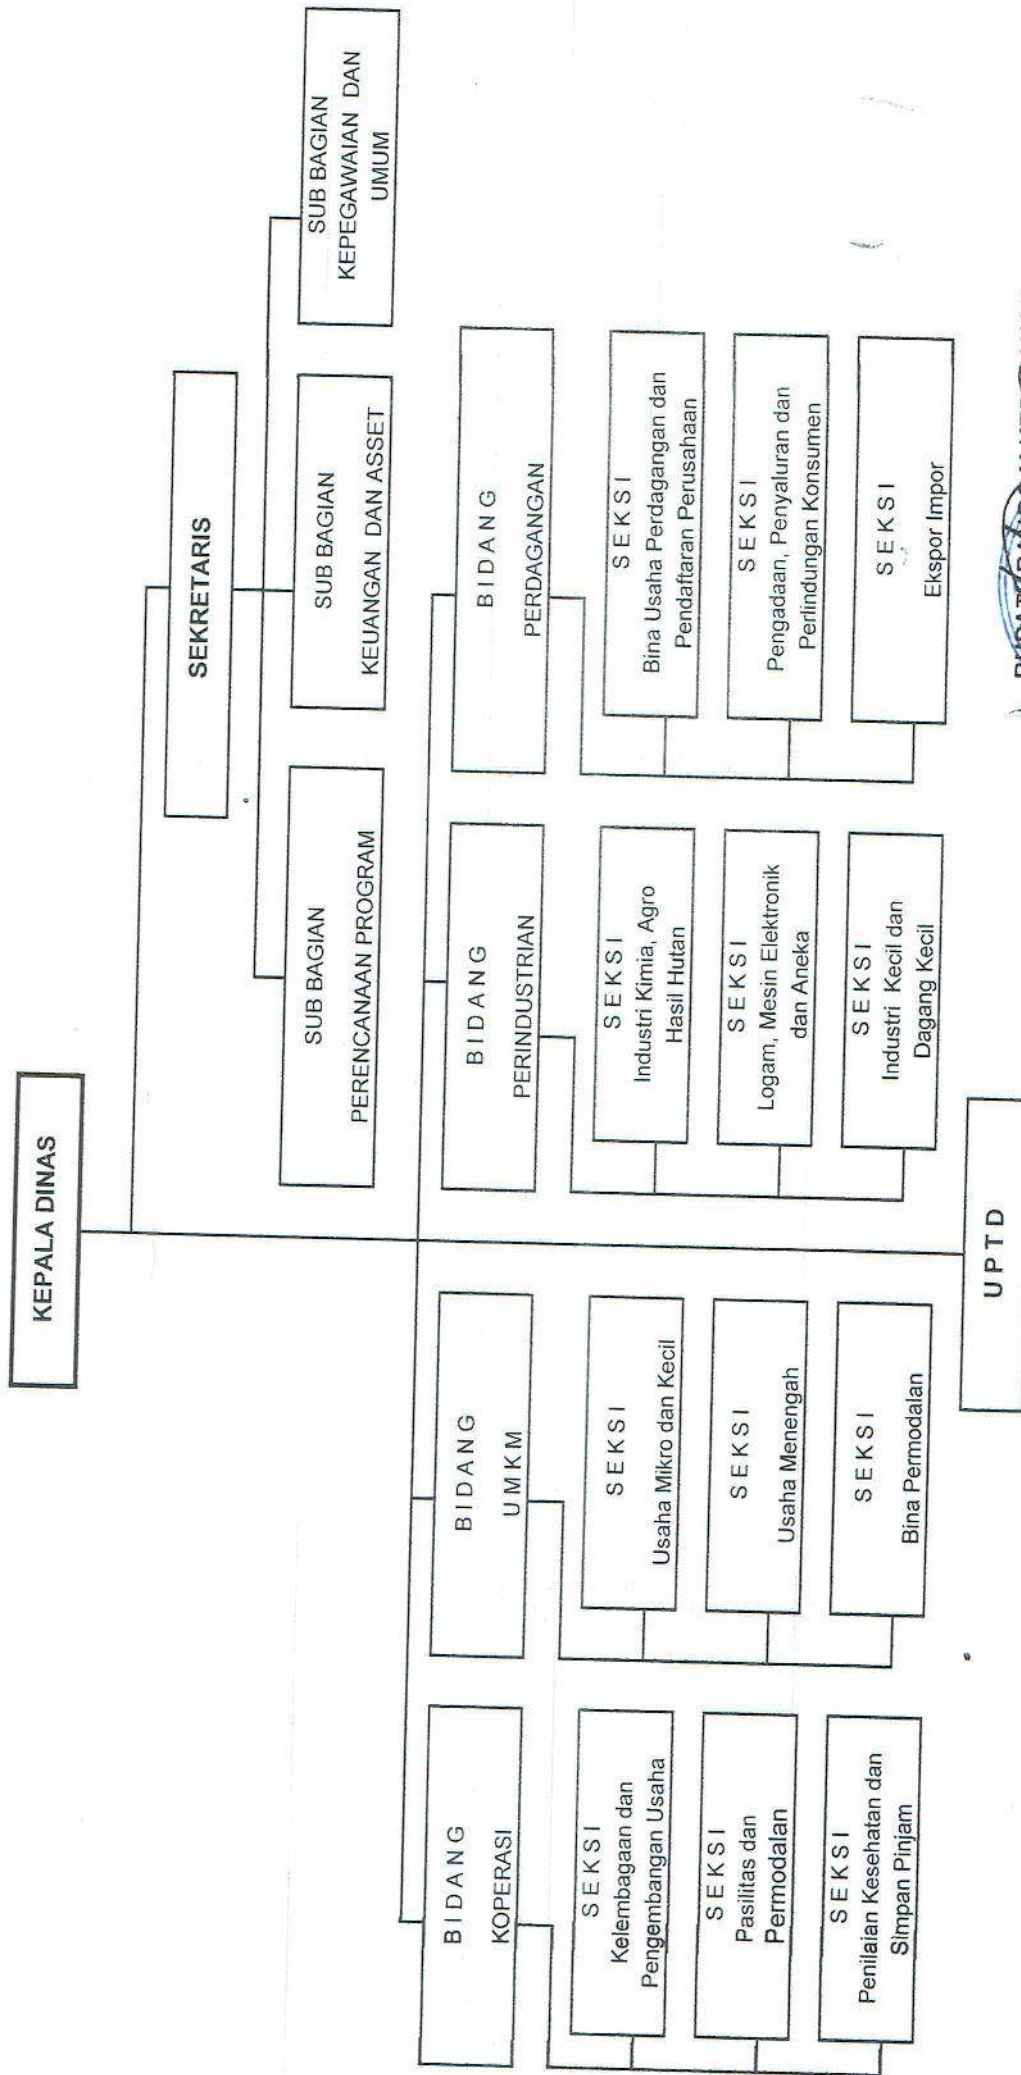 KEPALA DINAS
SEKRETARIS
SUB BAGIAN
PERENCANAAN PROGRAM
SUB BAGIAN
KEUANGAN DAN ASSET
SUB BAGIAN
KEPEGAWAIAN DAN
UMUM
B I D A N G
KOPERASI
B I D A N G
U M K M
B I D A N G
PERINDUSTRIAN
B I D A N G
PERDAGANGAN
S E K S I
Kelembagaan dan
Pengembangan Usaha
S E K S I
Pasilitas dan
Permodalan
S E K S I
Penilaian Kesehatan dan
Simpan Pinjam
S E K S I
Usaha Mikro dan Kecil
S E K S I
Usaha Menengah
S E K S I
Bina Permodalan
S E K S I
Industri Kimia, Agro
Hasil Hutan
S E K S I
Logam, Mesin Elektronik
dan Aneka
S E K S I
Industri Kecil dan
Dagang Kecil
S E K S I
Bina Usaha Perdagangan dan
Pendaftaran Perusahaan
S E K S I
Pengadaan, Penyaluran dan
Perlindungan Konsumen
S E K S I
Ekspor Impor
U P T D